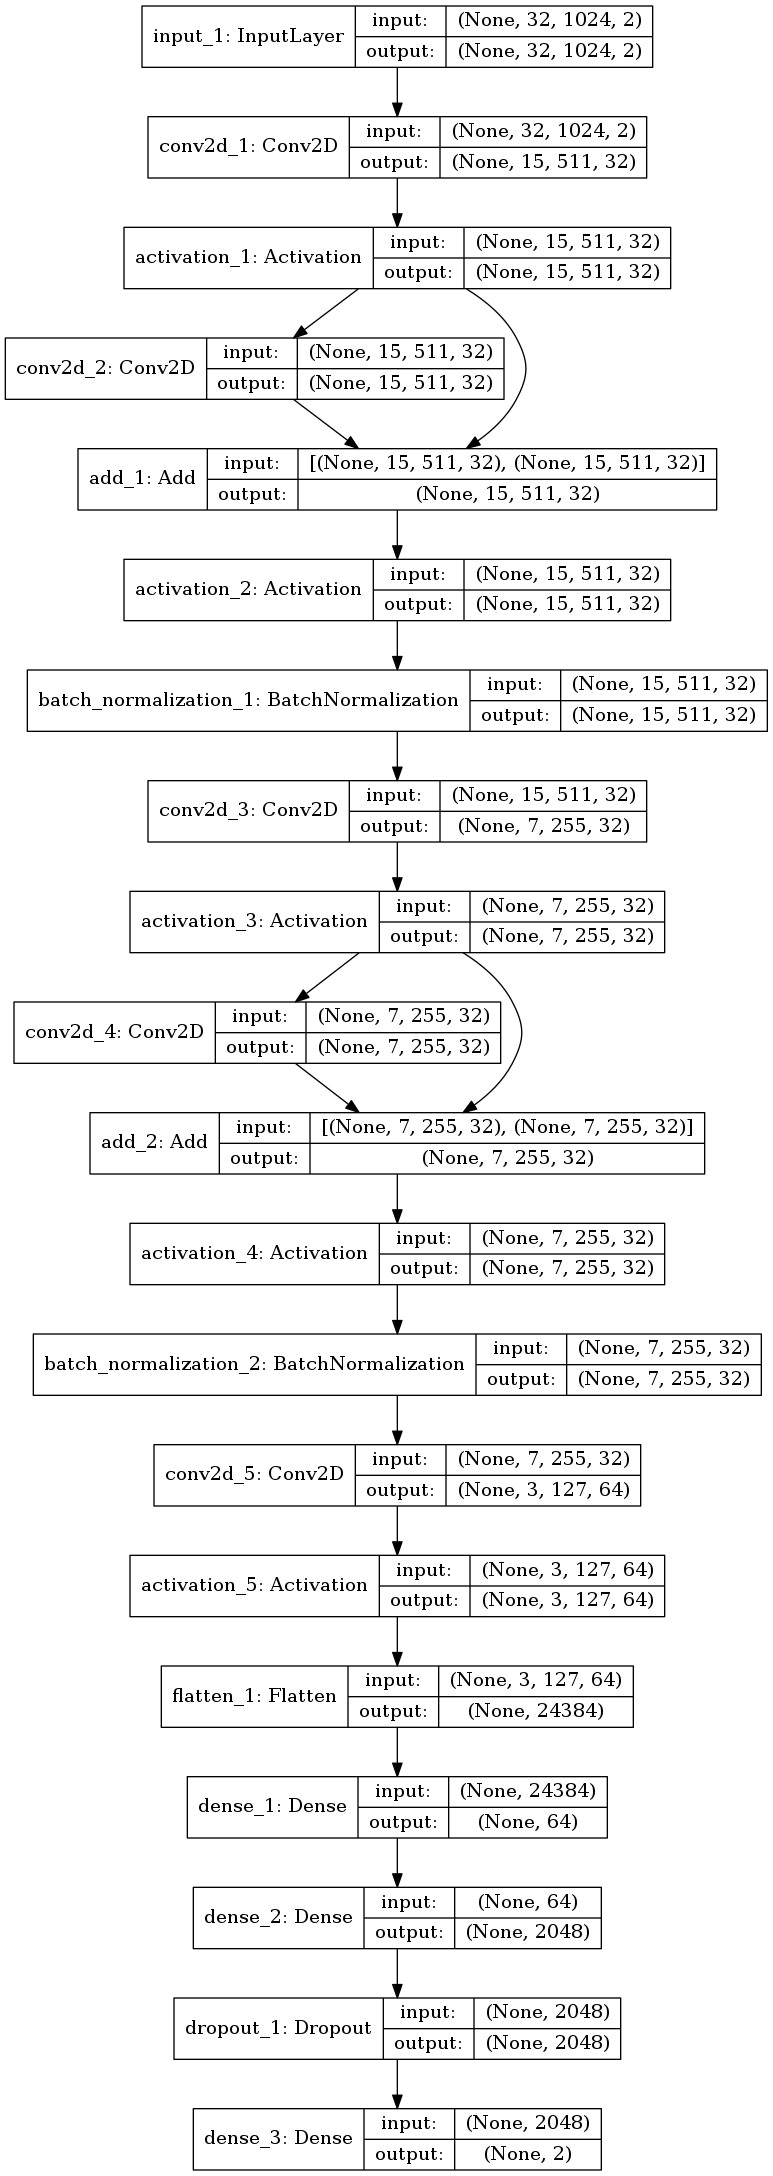 input_1: InputLayer
input: (None, 32, 1024, 2)
output: (None, 32, 1024, 2)
conv2d_1: Conv2D
input: (None, 32, 1024, 2)
output: (None, 15, 511, 32)
activation_1: Activation
input: (None, 15, 511, 32)
output: (None, 15, 511, 32)
conv2d_2: Conv2D
input: (None, 15, 511, 32)
output: (None, 15, 511, 32)
add_1: Add
input: [(None, 15, 511, 32), (None, 15, 511, 32)]
output: (None, 15, 511, 32)
activation_2: Activation
input: (None, 15, 511, 32)
output: (None, 15, 511, 32)
batch_normalization_1: BatchNormalization
input: (None, 15, 511, 32)
output: (None, 15, 511, 32)
conv2d_3: Conv2D
input: (None, 15, 511, 32)
output: (None, 7, 255, 32)
activation_3: Activation
input: (None, 7, 255, 32)
output: (None, 7, 255, 32)
conv2d_4: Conv2D
input: (None, 7, 255, 32)
output: (None, 7, 255, 32)
add_2: Add
input: [(None, 7, 255, 32), (None, 7, 255, 32)]
output: (None, 7, 255, 32)
activation_4: Activation
input: (None, 7, 255, 32)
output: (None, 7, 255, 32)
batch_normalization_2: BatchNormalization
input: (None, 7, 255, 32)
output: (None, 7, 255, 32)
conv2d_5: Conv2D
input: (None, 7, 255, 32)
output: (None, 3, 127, 64)
activation_5: Activation
input: (None, 3, 127, 64)
output: (None, 3, 127, 64)
flatten_1: Flatten
input: (None, 3, 127, 64)
output: (None, 24384)
dense_1: Dense
input: (None, 24384)
output: (None, 64)
dense_2: Dense
input: (None, 64)
output: (None, 2048)
dropout_1: Dropout
input: (None, 2048)
output: (None, 2048)
dense_3: Dense
input: (None, 2048)
output: (None, 2)